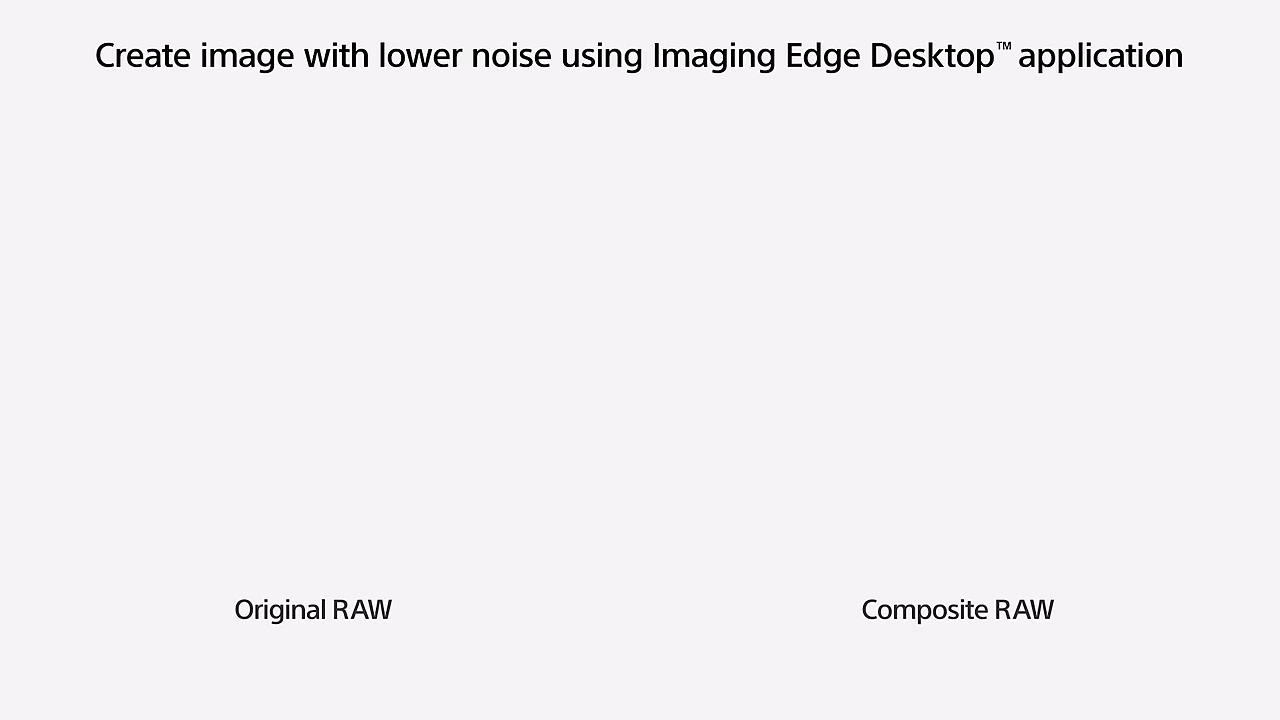 Create image with lower noise using Imaging Edge Desktop™ application
Original RAW
Composite RAW